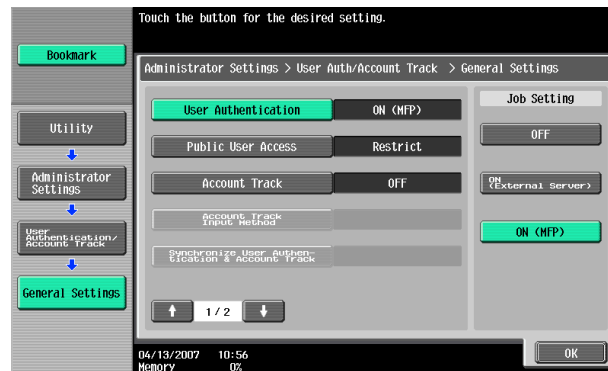 Touch the button for the desired setting.
Bookmark
Administrator Settings > User Auth/Account Track > General Settings
Utility
Administrator
Settings
User
Authentication/
Account Track
General Settings
User Authentication
ON (MFP)
Public User Access
Restrict
Account Track
OFF
Account Track
Input Method
Synchronize User Authen-
tication & Account Track
1/2
Job Setting
OFF
ON
(External Server)
ON (MFP)
04/13/2007 10:56
Memory 0%
OK